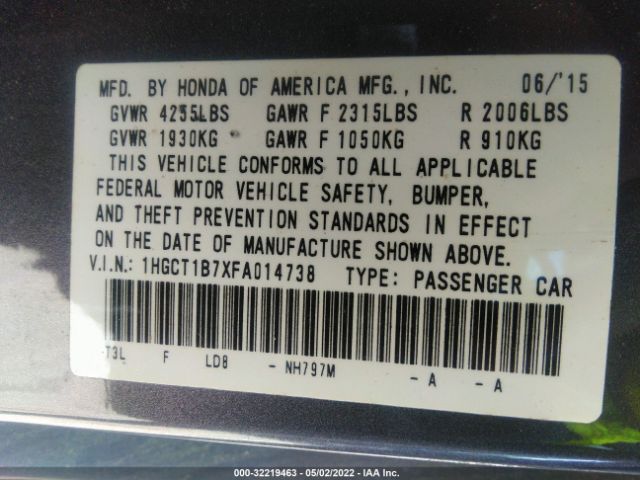 MFD. BY HONDA OF AMERICA MFG., INC. 06/'15
GVWR 4255LBS GAWR F 2315LBS R 2006LBS
GVWR 1930KG GAWR F 1050KG R 910KG
THIS VEHICLE CONFORMS TO ALL APPLICABLE
FEDERAL MOTOR VEHICLE SAFETY, BUMPER,
AND THEFT PREVENTION STANDARDS IN EFFECT
ON THE DATE OF MANUFACTURE SHOWN ABOVE.
V.I.N.: 1HGCT1B7XFA014738 TYPE: PASSENGER CAR
T3L F LDB - NH797M - A - A
000-32219463 - 05/02/2022 - IAA Inc.